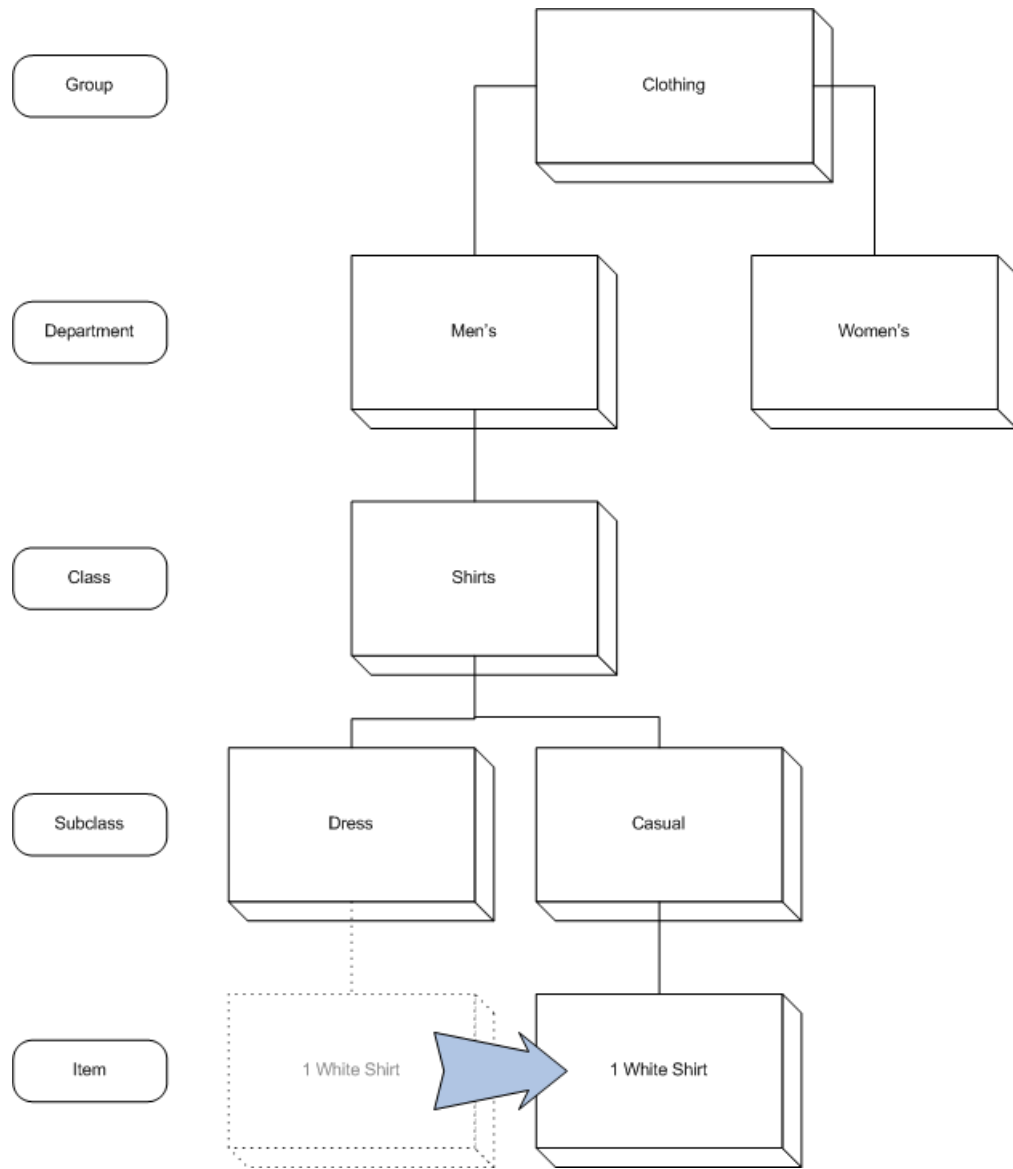 Group
Clothing
Department
Men's
Women's
Class
Shirts
Subclass
Dress
Casual
Item
1 White Shirt
1 White Shirt